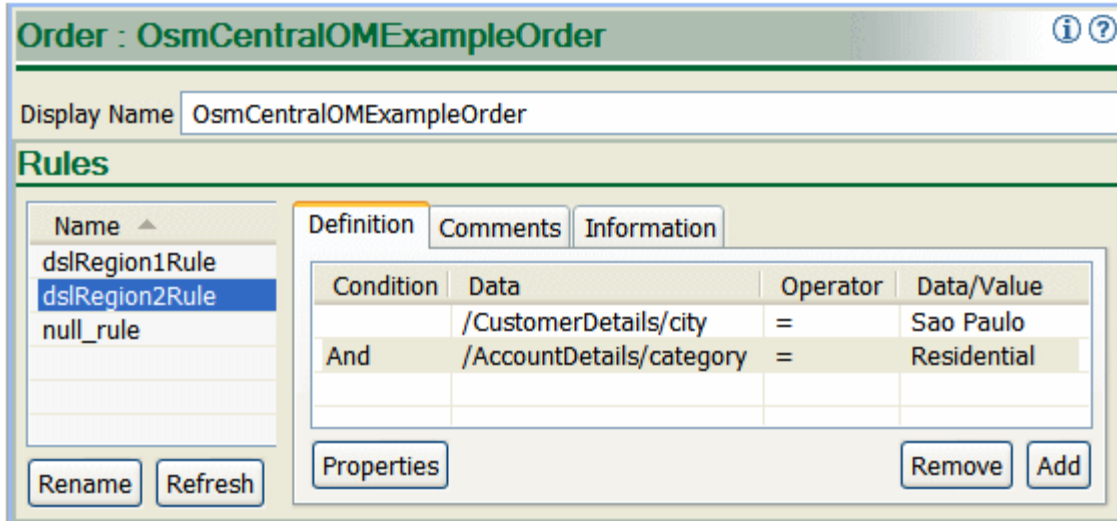 Order : OsmCentralOMExampleOrder
Display Name OsmCentralOMExampleOrder
Rules
Name
dslRegion1Rule
dslRegion2Rule
null_rule
Rename Refresh
Definition Comments Information
Condition Data Operator Data/Value
/CustomerDetails/city = Sao Paulo
And /AccountDetails/category = Residential
Properties Remove Add